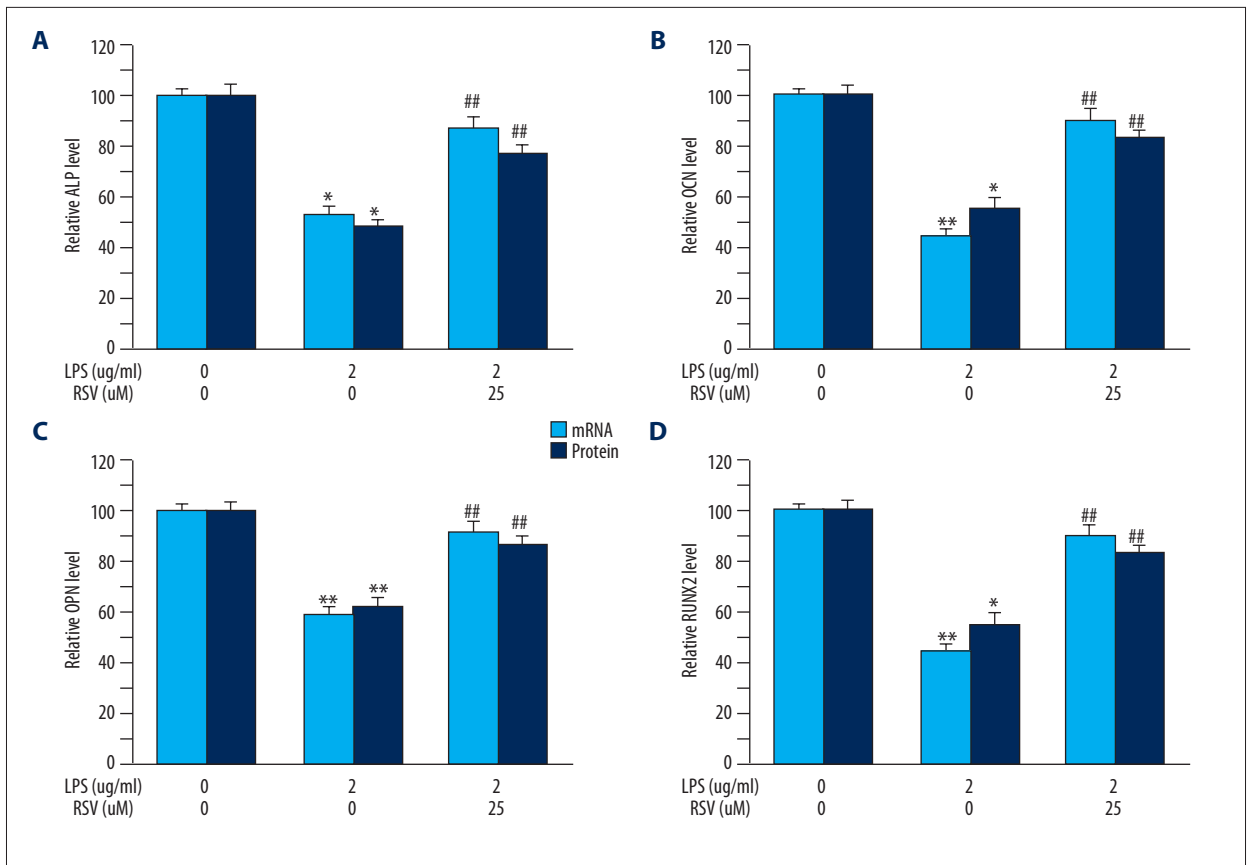 A
120
100
80
60
40
20
0
Relative ALP level
*
*
##
##
LPS (ug/ml) 0 2 2
RSV (uM) 0 0 25
B
120
100
80
60
40
20
0
Relative OCN level
**
*
##
##
LPS (ug/ml) 0 2 2
RSV (uM) 0 0 25
C
mRNA
Protein
120
100
80
60
40
20
0
Relative OPN level
**
**
##
##
LPS (ug/ml) 0 2 2
RSV (uM) 0 0 25
D
120
100
80
60
40
20
0
Relative RUNX2 level
**
*
##
##
LPS (ug/ml) 0 2 2
RSV (uM) 0 0 25